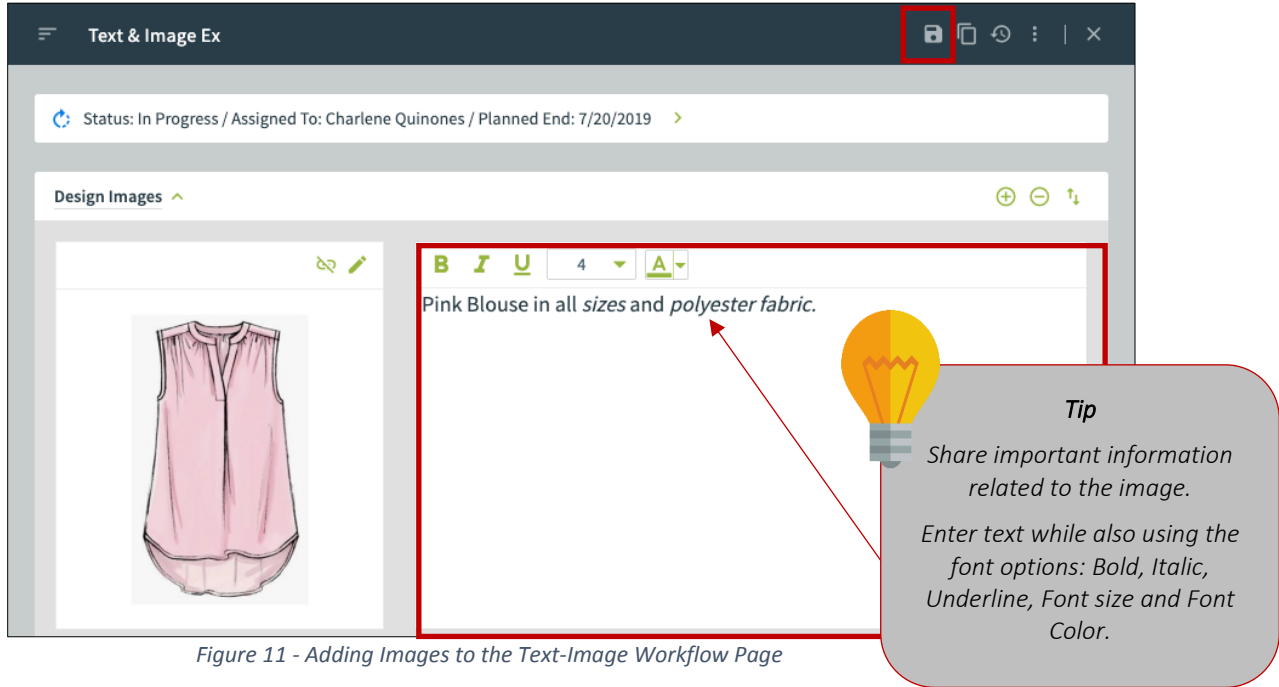 Text & Image Ex
Status: In Progress / Assigned To: Charlene Quinones / Planned End: 7/20/2019
Design Images
B I U 4 A
Pink Blouse in all sizes and polyester fabric.
Tip
Share important information
related to the image.
Enter text while also using the
font options: Bold, Italic,
Underline, Font size and Font
Color.
Figure 11 - Adding Images to the Text-Image Workflow Page